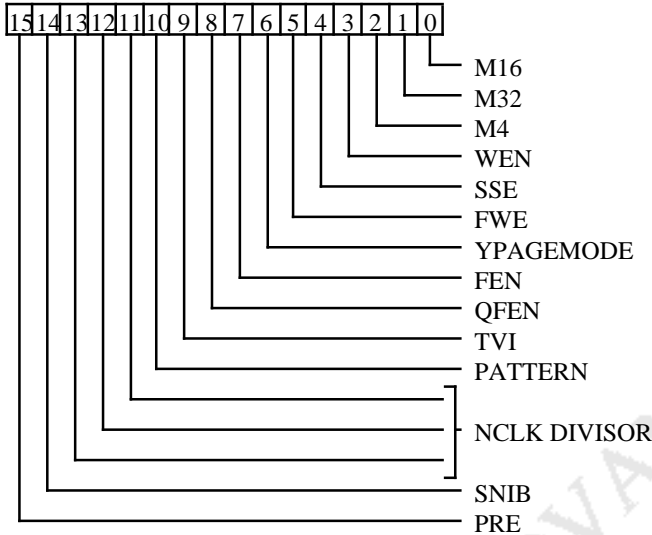 15 14 13 12 11 10 9 8 7 6 5 4 3 2 1 0
M16
M32
M4
WEN
SSE
FWE
YPAGEMODE
FEN
QFEN
TVI
PATTERN
NCLK DIVISOR
SNIB
PRE